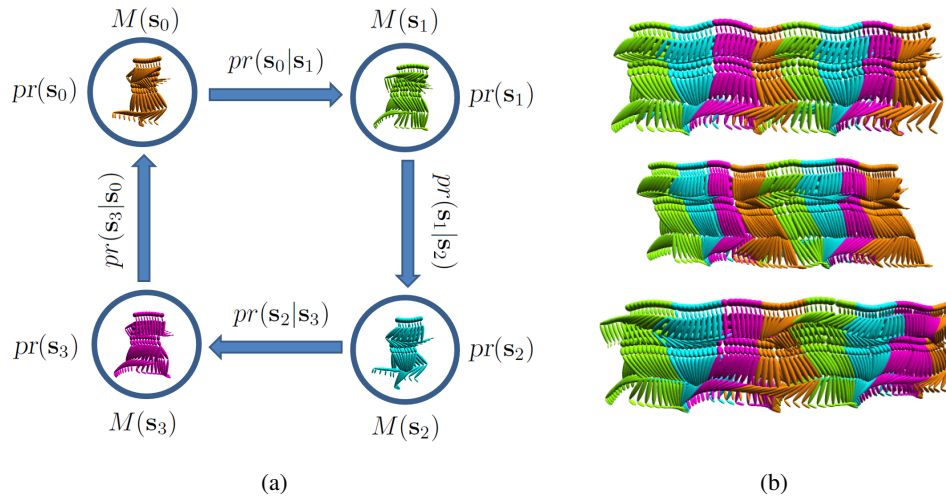 M(s₀)
M(s₁)
pr(s₀|s₁)
pr(s₀)
pr(s₁)
pr(s₃|s₀)
pr(s₁|s₂)
pr(s₂|s₃)
pr(s₃)
pr(s₂)
M(s₃)
M(s₂)
(a)
(b)